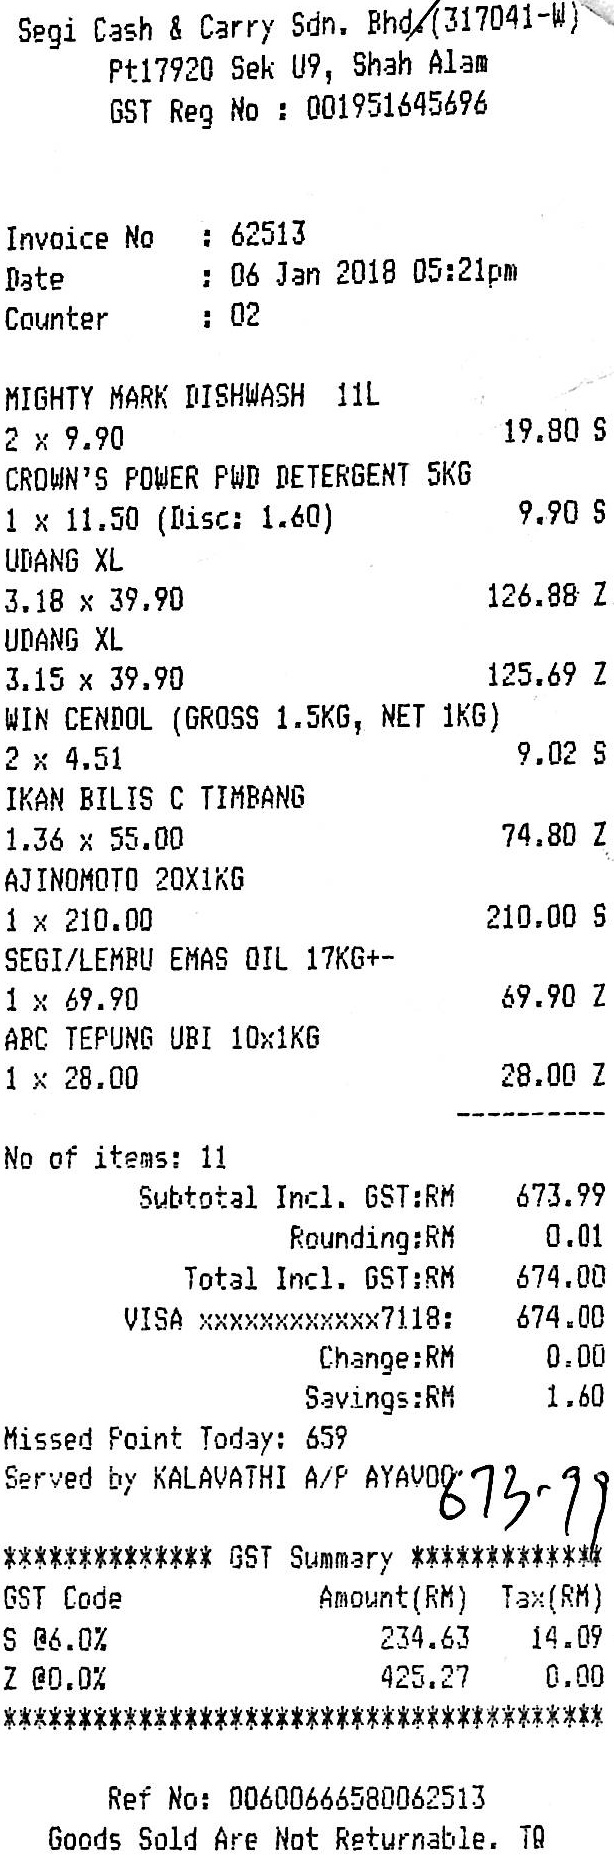 Segi Cash & Carry Sdn. Bhd.(317041-W)
Pt17920 Sek U9, Shah Alam
GST Reg No : 001951645696
Invoice No : 62513
Date : 06 Jan 2018 05:21pm
Counter : 02
MIGHTY MARK DISHWASH 11L
2 x 9.90 19.80 S
CROWN'S POWER PWD DETERGENT 5KG
1 x 11.50 (Disc: 1.60) 9.90 S
UDANG XL
3.18 x 39.90 126.88 Z
UDANG XL
3.15 x 39.90 125.69 Z
WIN CENDOL (GROSS 1.5KG, NET 1KG)
2 x 4.51 9.02 S
IKAN BILIS C TIMBANG
1.36 x 55.00 74.80 Z
AJINOMOTO 20X1KG
1 x 210.00 210.00 S
SEGI/LEMBU EMAS OIL 17KG+-
1 x 69.90 69.90 Z
ABC TEPUNG UBI 10x1KG
1 x 28.00 28.00 Z
----------
No of items: 11
Subtotal Incl. GST:RM 673.99
Rounding:RM 0.01
Total Incl. GST:RM 674.00
VISA xxxxxxxxxxxx7118: 674.00
Change:RM 0.00
Savings:RM 1.60
Missed Point Today: 659
Served by KALAVATHI A/P AYAVOO
673-99
************** GST Summary *************
GST Code Amount(RM) Tax(RM)
S @6.0% 234.63 14.09
Z @0.0% 425.27 0.00
****************************************
Ref No: 00600666580062513
Goods Sold Are Not Returnable. TQ